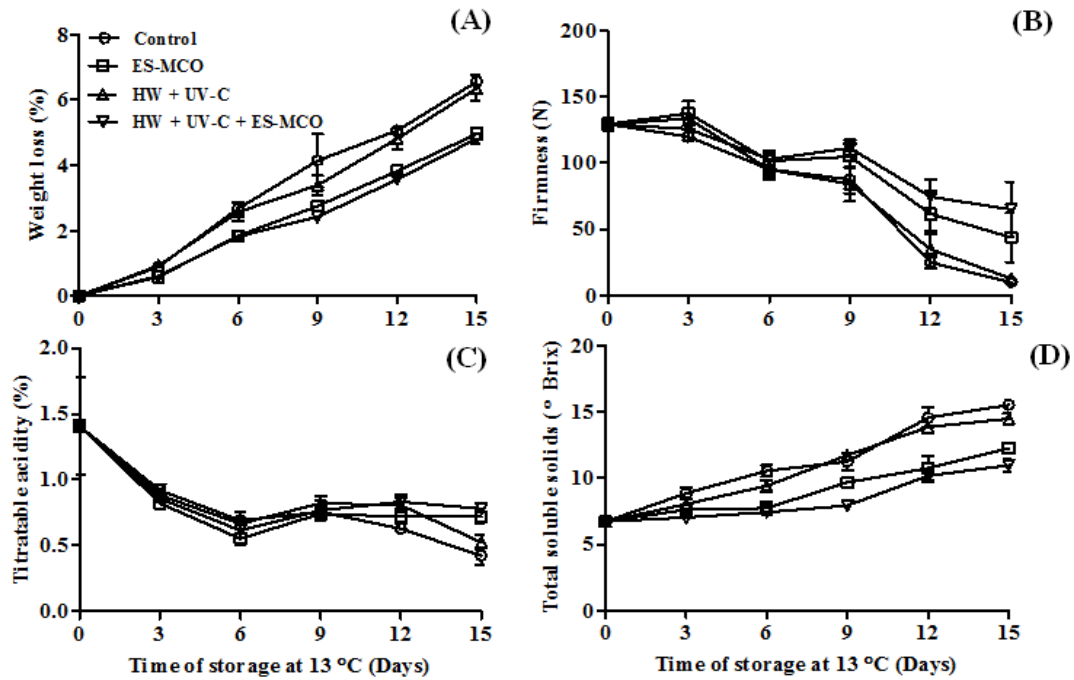 (A)
Control
ES-MCO
HW + UV-C
HW + UV-C + ES-MCO
Weight loss (%)
8
6
4
2
0
0 3 6 9 12 15
(B)
Firmness (N)
200
150
100
50
0
0 3 6 9 12 15
(C)
Titratable acidity (%)
2.0
1.5
1.0
0.5
0.0
0 3 6 9 12 15
Time of storage at 13 °C (Days)
(D)
Total soluble solids (° Brix)
20
15
10
5
0
0 3 6 9 12 15
Time of storage at 13 °C (Days)